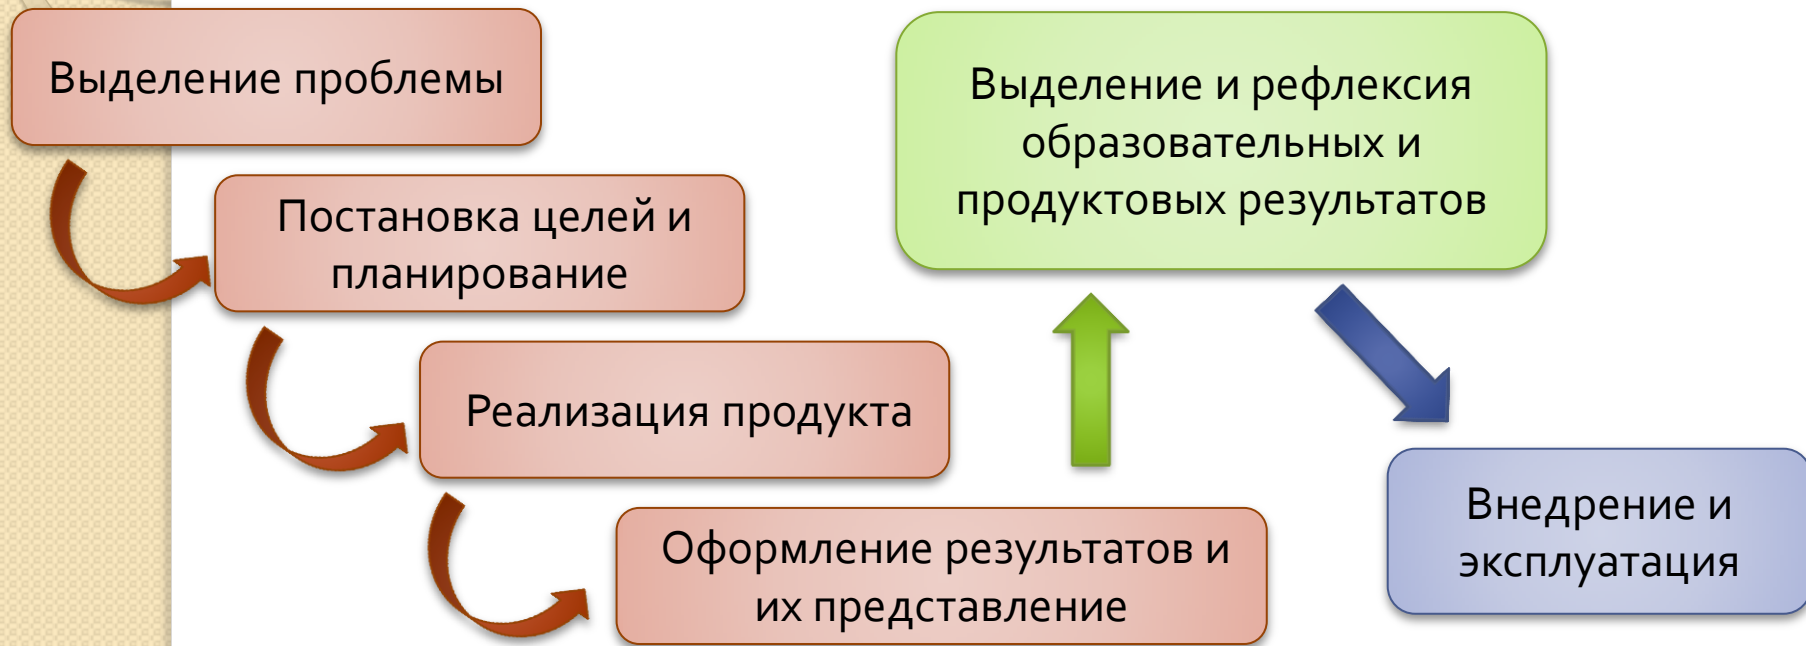 Выделение проблемы
Постановка целей и
планирование
Реализация продукта
Оформление результатов и
их представление
Выделение и рефлексия
образовательных и
продуктовых результатов
Внедрение и
эксплуатация